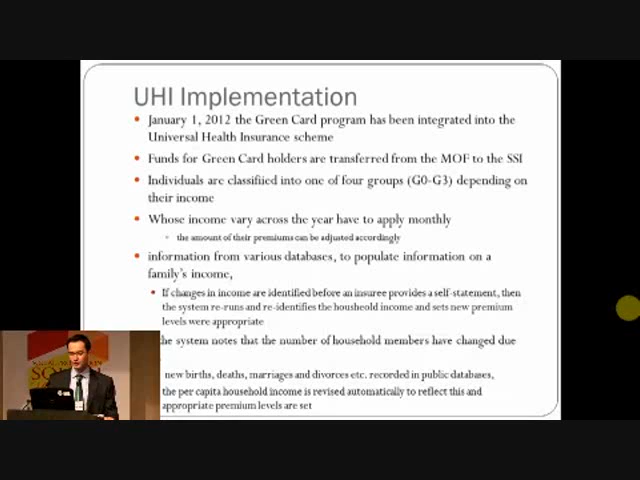 UHI Implementation
• January 1, 2012 the Green Card program has been integrated into the
Universal Health Insurance scheme
• Funds for Green Card holders are transferred from the MOF to the SSI
• Individuals are classifiied into one of four groups (G0-G3) depending on
their income
• Whose income vary across the year have to apply monthly
the amount of their premiums can be adjusted accordingly
• information from various databases, to populate information on a
family's income,
• If changes in income are identified before an insuree provides a self-statement, then
the system re-runs and re-identifies the housheold income and sets new premium
levels were appropriate
the system notes that the number of household members have changed due
new births, deaths, marriages and divorces etc. recorded in public databases,
the per capita household income is revised automatically to reflect this and
appropriate premium levels are set